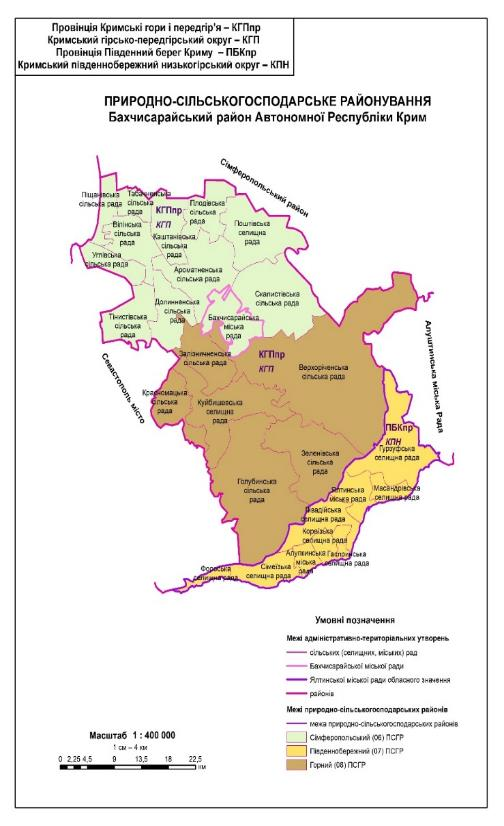 Провінція Кримські гори і передгір'я – КГПпр
Кримський гірсько-передгірський округ – КГП
Провінція Південний берег Криму – ПБКпр
Кримський південнобережний низькогірський округ – КПН
ПРИРОДНО-СІЛЬСЬКОГОСПОДАРСЬКЕ РАЙОНУВАННЯ
Бахчисарайський район Автономної Республіки Крим
Сімферопольський район
Піщанівська
сільська
рада
Табачненська
сільська
рада
КГПпр
КГП
Плодівська
сільська
рада
Поштівська
селищна
рада
Вілінська
сільська
рада
Каштанівська
сільська
рада
Углівська
сільська рада
Ароматненська
сільська рада
Скалистівська
сільська рада
Долинненська
сільська
рада
Тінистівська
сільська
рада
Бахчисарайська
міська
рада
Алуштинська міська Рада
Севастополь місто
Залізничненська
сільська рада
КГПпр
КГП
Верхоріченська
сільська рада
Красномацька
сільська
рада
Куйбишевська
селищна
рада
ПБКпр
КПН
Гурзуфська
селищна рада
Зеленівська
сільська
рада
Голубинська
сільська
рада
Ялтинська
міська рада
Масандрівська
селищна рада
Лівадійська
селищна рада
Кореїзька
селищна рада
Алупкинська
міська
рада
Гаспринська
селищна рада
Сімеїзька
селищна рада
Фороська
селищна рада
Умовні позначення
Межі адміністративно-територіальних утворень
сільських (селищних, міських) рад
Бахчисарайської міської ради
Ялтинської міської ради обласного значення
районів
Межі природно-сільськогосподарських районів
межа природно-сільськогосподарських районів
Сімферопольський (06) ПСГР
Південнобережний (07) ПСГР
Горний (08) ПСГР
Масштаб 1 : 400 000
1 см – 4 км
0 2,25 4,5 9 13,5 18 22,5
км